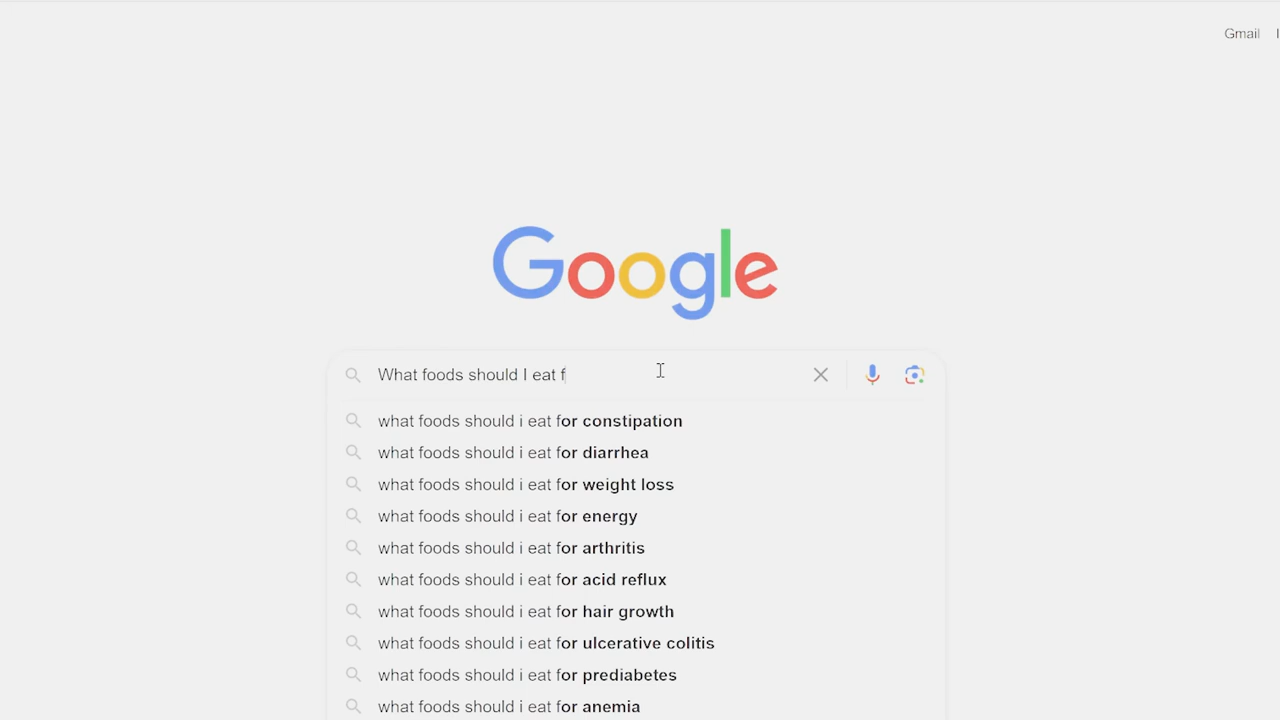 Gmail
Google
What foods should I eat f
what foods should i eat for constipation
what foods should i eat for diarrhea
what foods should i eat for weight loss
what foods should i eat for energy
what foods should i eat for arthritis
what foods should i eat for acid reflux
what foods should i eat for hair growth
what foods should i eat for ulcerative colitis
what foods should i eat for prediabetes
what foods should i eat for anemia